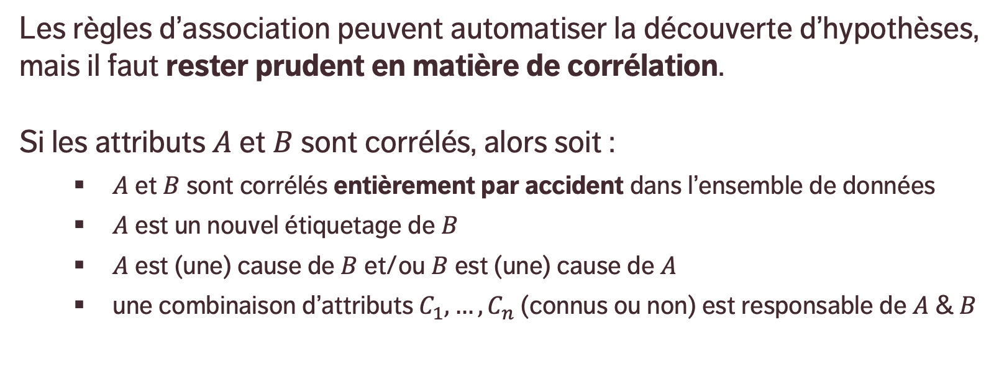 Les règles d’association peuvent automatiser la découverte d’hypothèses,
mais il faut rester prudent en matière de corrélation.
Si les attributs A et B sont corrélés, alors soit :
▪ A et B sont corrélés entièrement par accident dans l’ensemble de données
▪ A est un nouvel étiquetage de B
▪ A est (une) cause de B et/ou B est (une) cause de A
▪ une combinaison d’attributs C₁, … , Cₙ (connus ou non) est responsable de A & B